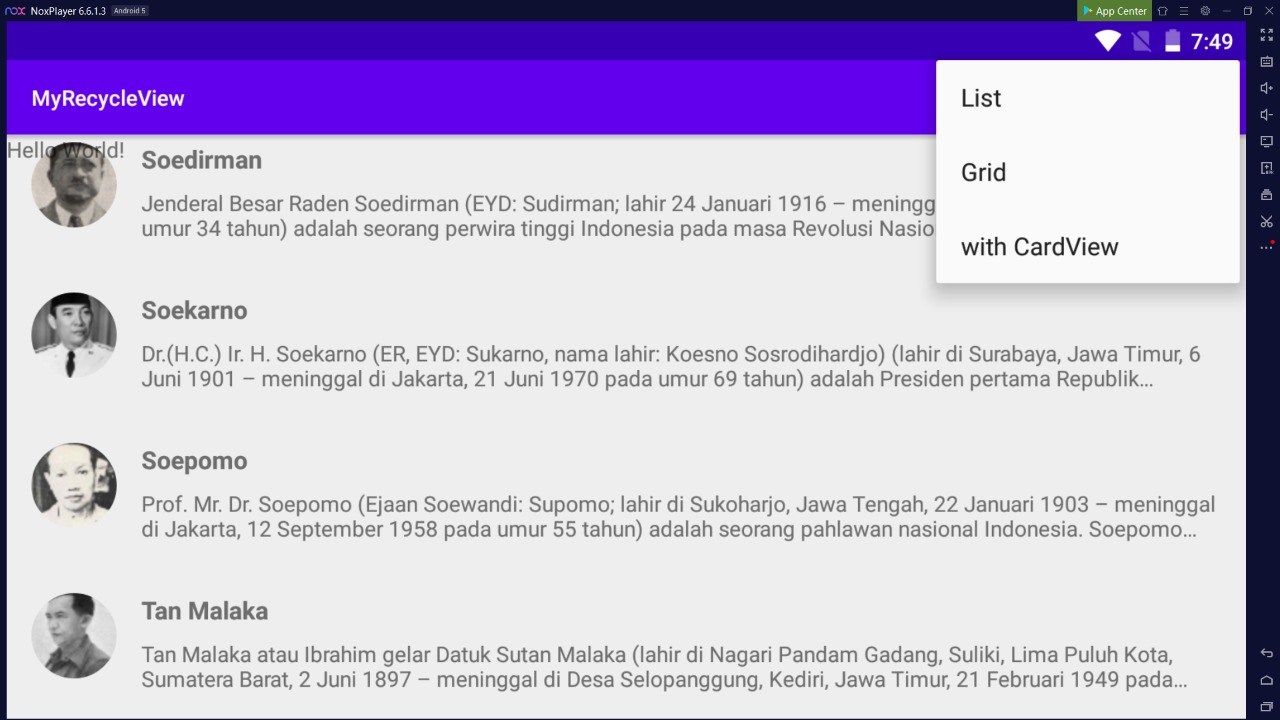 nox NoxPlayer 6.6.1.3 Android 5
App Center
7:49
MyRecycleView
List
Grid
with CardView
Hello World!
Soedirman
Jenderal Besar Raden Soedirman (EYD: Sudirman; lahir 24 Januari 1916 – mening
umur 34 tahun) adalah seorang perwira tinggi Indonesia pada masa Revolusi Nasio
Soekarno
Dr.(H.C.) Ir. H. Soekarno (ER, EYD: Sukarno, nama lahir: Koesno Sosrodihardjo) (lahir di Surabaya, Jawa Timur, 6
Juni 1901 – meninggal di Jakarta, 21 Juni 1970 pada umur 69 tahun) adalah Presiden pertama Republik…
Soepomo
Prof. Mr. Dr. Soepomo (Ejaan Soewandi: Supomo; lahir di Sukoharjo, Jawa Tengah, 22 Januari 1903 – meninggal
di Jakarta, 12 September 1958 pada umur 55 tahun) adalah seorang pahlawan nasional Indonesia. Soepomo…
Tan Malaka
Tan Malaka atau Ibrahim gelar Datuk Sutan Malaka (lahir di Nagari Pandam Gadang, Suliki, Lima Puluh Kota,
Sumatera Barat, 2 Juni 1897 – meninggal di Desa Selopanggung, Kediri, Jawa Timur, 21 Februari 1949 pada…